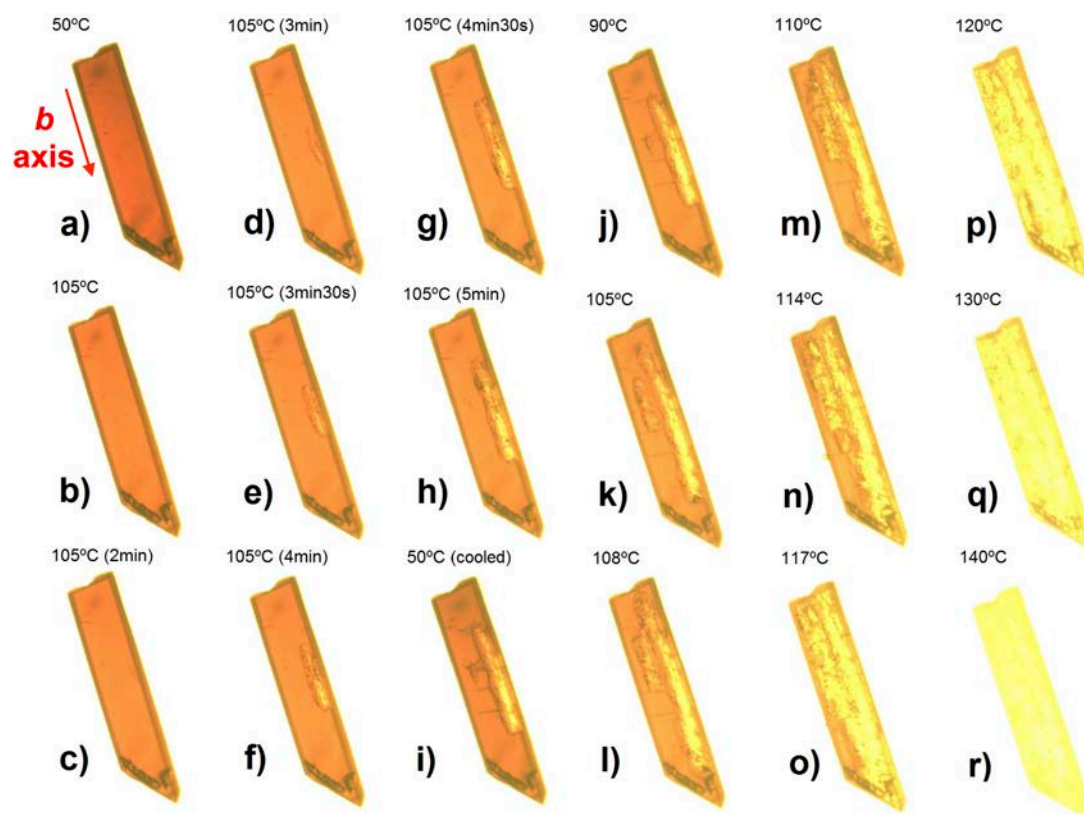 50ºC
b
axis
a)
105ºC
b)
105ºC (2min)
c)
105ºC (3min)
d)
105ºC (3min30s)
e)
105ºC (4min)
f)
105ºC (4min30s)
g)
105ºC (5min)
h)
50ºC (cooled)
i)
90ºC
j)
105ºC
k)
108ºC
l)
110ºC
m)
114ºC
n)
117ºC
o)
120ºC
p)
130ºC
q)
140ºC
r)